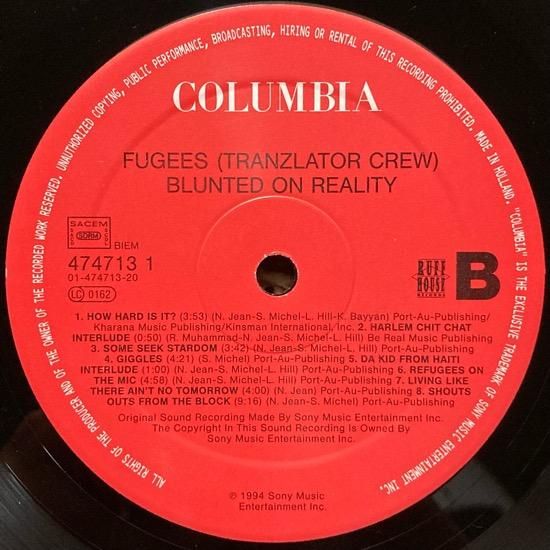 ALL RIGHTS OF THE PRODUCER AND OF THE OWNER OF THE RECORDED WORK RESERVED. UNAUTHORIZED COPYING, PUBLIC PERFORMANCE, BROADCASTING, HIRING OR RENTAL OF THIS RECORDING PROHIBITED. MADE IN HOLLAND. "COLUMBIA" IS THE EXCLUSIVE TRADEMARK OF SONY MUSIC ENTERTAINMENT INC.
COLUMBIA
FUGEES (TRANZLATOR CREW)
BLUNTED ON REALITY
SACEM
SDRM
BIEM
474713 1
01-474713-20
LC 0162
RUFF
HOUSE
RECORDS
B
1. HOW HARD IS IT? (3:53) (N. Jean-S. Michel-L. Hill-K. Bayyan) Port-Au-Publishing/
Kharana Music Publishing/Kinsman International, Inc. 2. HARLEM CHIT CHAT
INTERLUDE (0:50) (R. Muhammad-N. Jean-S. Michel-L. Hill) Be Real Music Publishing
3. SOME SEEK STARDOM (3:42) (N. Jean-S. Michel-L. Hill) Port-Au-Publishing
4. GIGGLES (4:21) (S. Michel) Port-Au-Publishing 5. DA KID FROM HAITI
INTERLUDE (1:00) (N. Jean-L. Hill) Port-Au-Publishing 6. REFUGEES ON
THE MIC (4:58) (N. Jean-S. Michel-L. Hill) Port-Au-Publishing 7. LIVING LIKE
THERE AIN'T NO TOMORROW (4:00) (N. Jean) Port-Au-Publishing 8. SHOUTS
OUTS FROM THE BLOCK (9:16) (N. Jean-S. Michel-L. Hill) Port-Au-Publishing
Original Sound Recording Made By Sony Music Entertainment Inc.
The Copyright In This Sound Recording Is Owned By
Sony Music Entertainment Inc.
℗ 1994 Sony Music
Entertainment Inc.